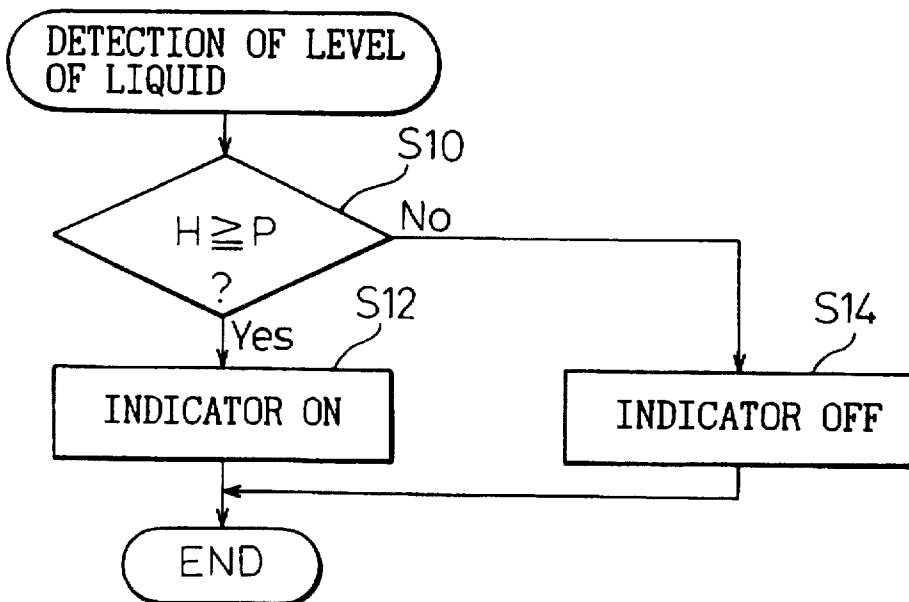 DETECTION OF LEVEL
OF LIQUID
S10
H ≧ P
?
No
Yes
S12
S14
INDICATOR ON
INDICATOR OFF
END